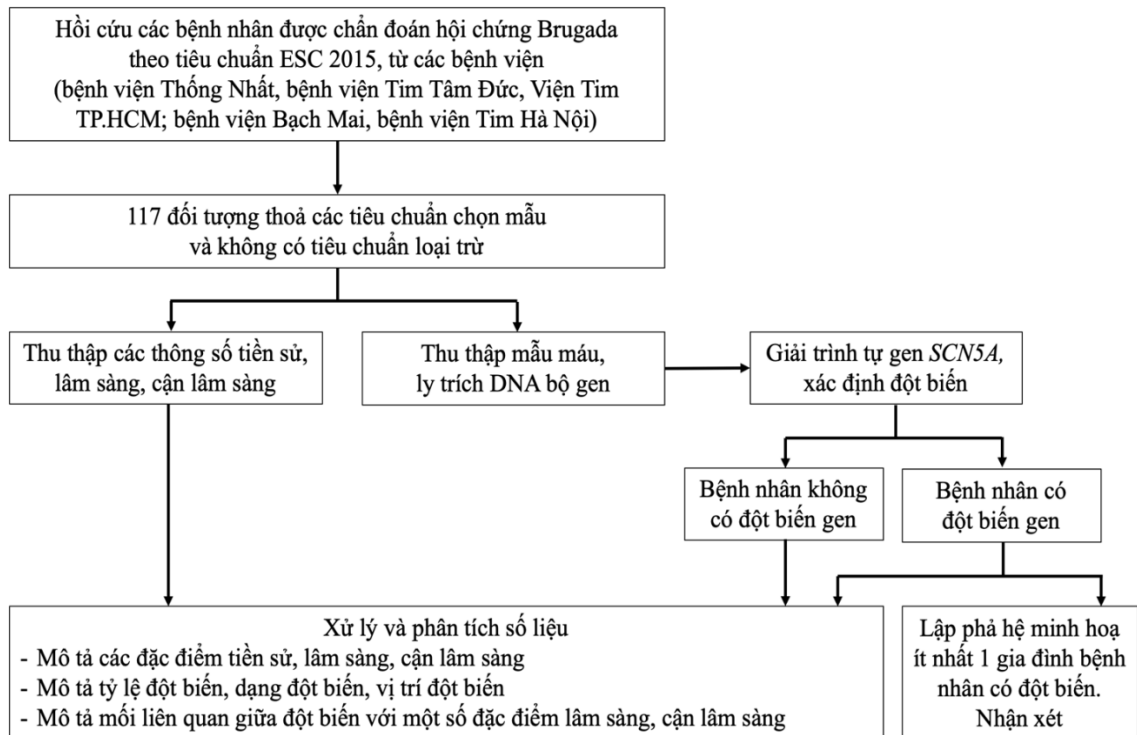 Hồi cứu các bệnh nhân được chẩn đoán hội chứng Brugada
theo tiêu chuẩn ESC 2015, từ các bệnh viện
(bệnh viện Thống Nhất, bệnh viện Tim Tâm Đức, Viện Tim
TP.HCM; bệnh viện Bạch Mai, bệnh viện Tim Hà Nội)
117 đối tượng thoả các tiêu chuẩn chọn mẫu
và không có tiêu chuẩn loại trừ
Thu thập các thông số tiền sử,
lâm sàng, cận lâm sàng
Thu thập mẫu máu,
ly trích DNA bộ gen
Giải trình tự gen SCN5A,
xác định đột biến
Bệnh nhân không
có đột biến gen
Bệnh nhân có
đột biến gen
Xử lý và phân tích số liệu
- Mô tả các đặc điểm tiền sử, lâm sàng, cận lâm sàng
- Mô tả tỷ lệ đột biến, dạng đột biến, vị trí đột biến
- Mô tả mối liên quan giữa đột biến với một số đặc điểm lâm sàng, cận lâm sàng
Lập phả hệ minh hoạ
ít nhất 1 gia đình bệnh
nhân có đột biến.
Nhận xét